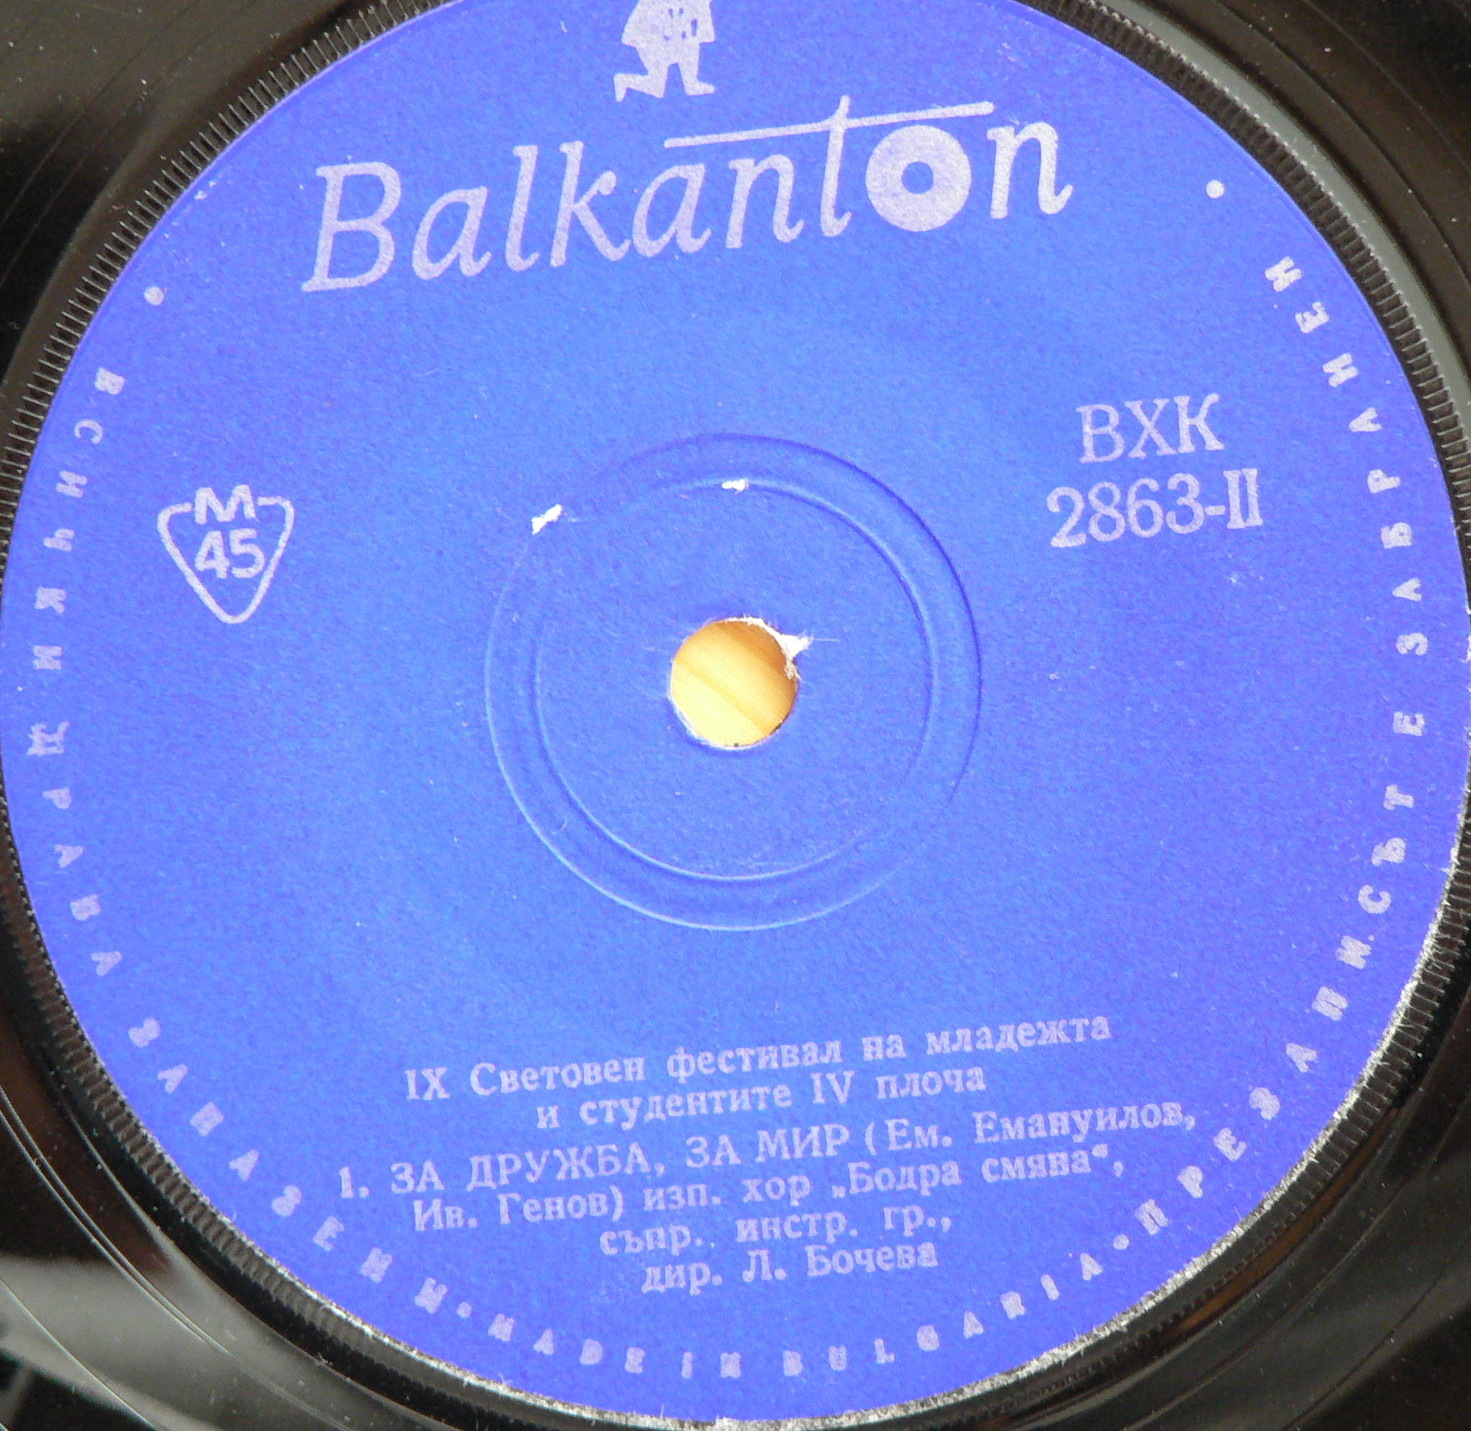 Balkanton
ВХК
2863-II
М
45
IX Световен фестивал на младежта
и студентите IV плоча
1. ЗА ДРУЖБА, ЗА МИР (Ем. Емануилов,
Ив. Генов) изп. хор „Бодра смяна“,
съпр. инстр. гр.,
дир. Л. Бочева
• ВСИЧКИ ПРАВА ЗАПАЗЕНИ • MADE IN BULGARIA • ПРЕЗАПИСЪТ Е ЗАБРАНЕН •